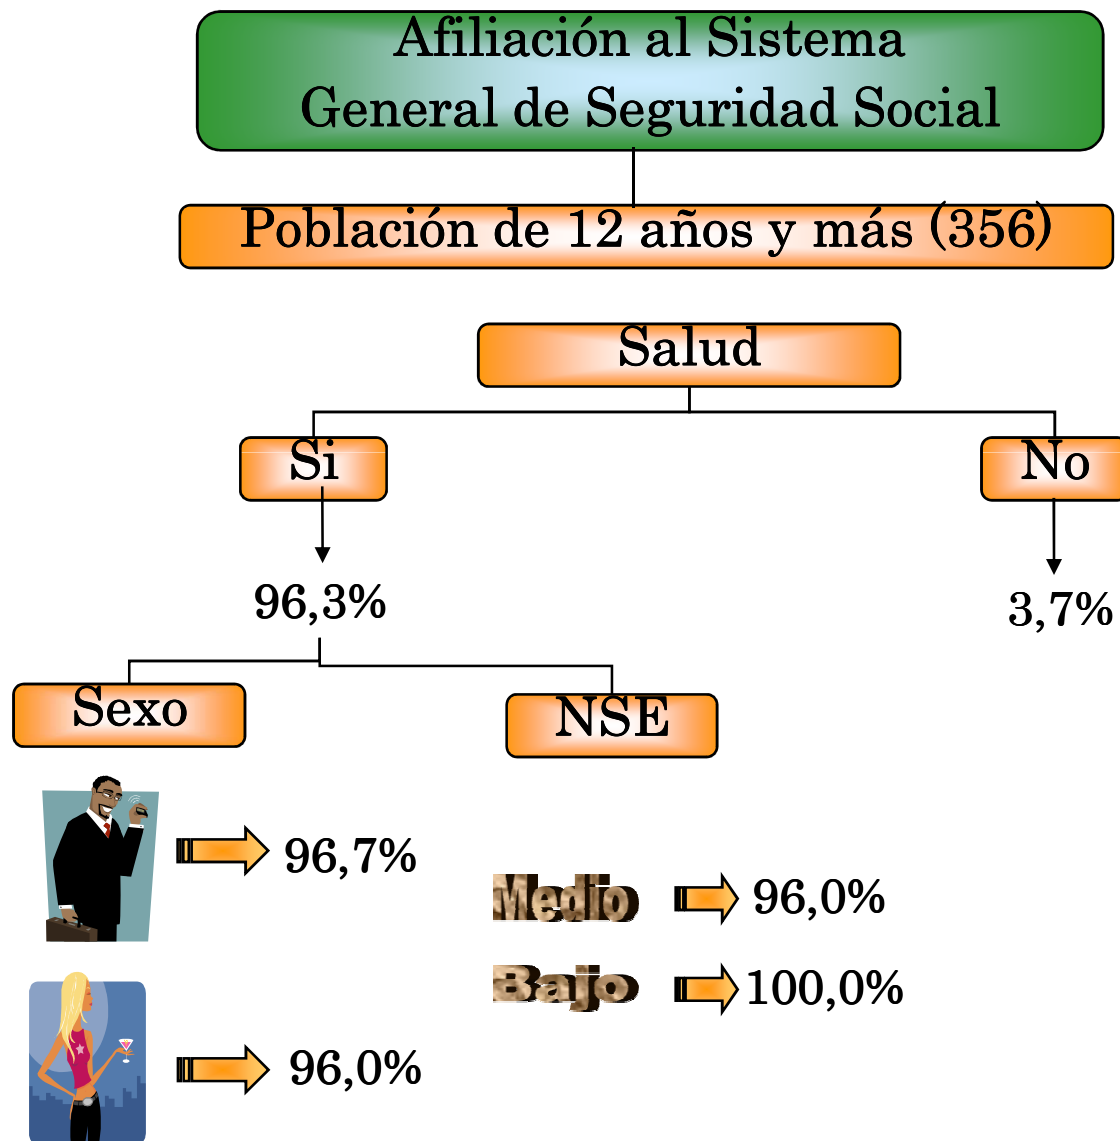 Afiliación al Sistema
General de Seguridad Social
Población de 12 años y más (356)
Salud
Si
No
96,3%
3,7%
Sexo
NSE
96,7%
Medio
96,0%
Bajo
100,0%
96,0%